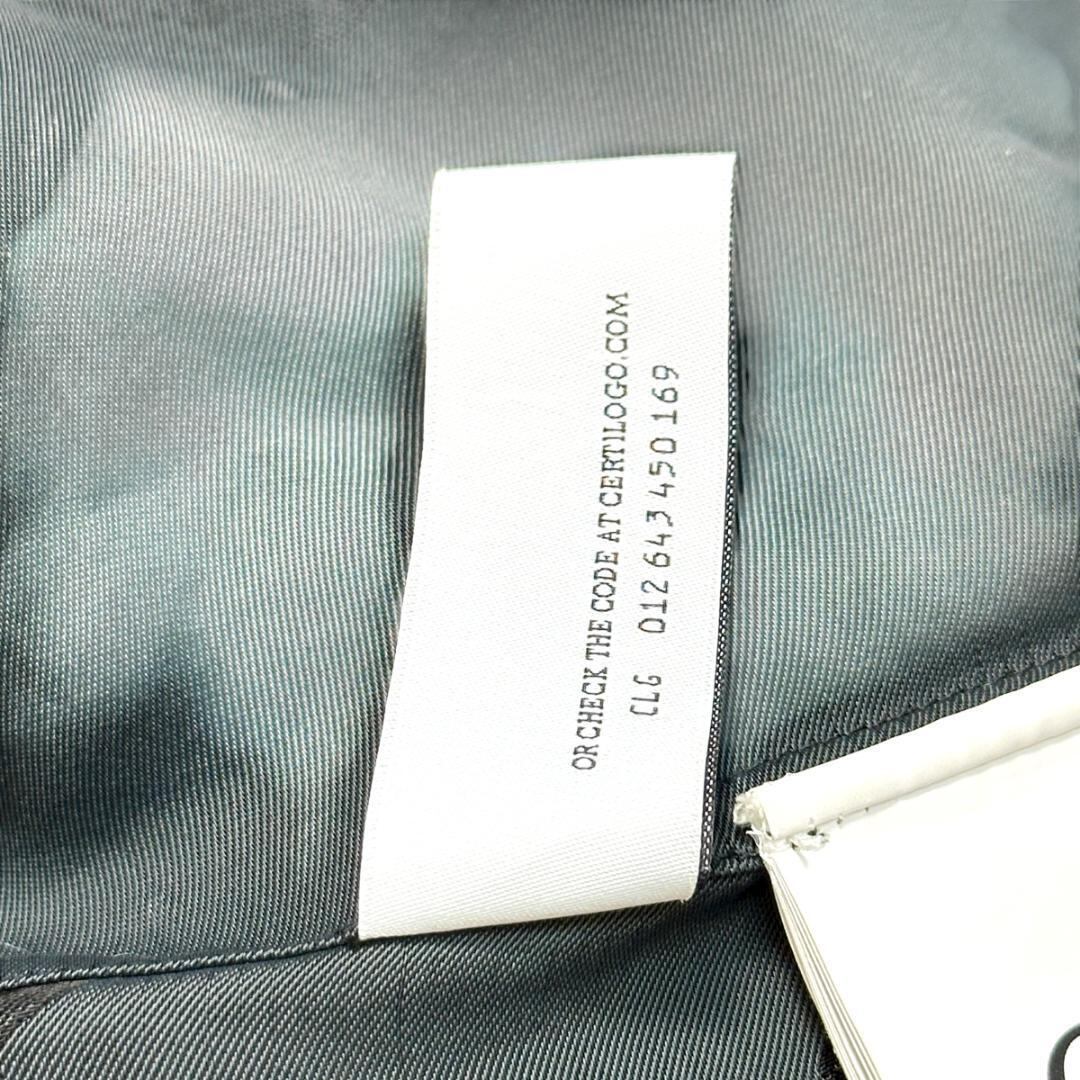 OR CHECK THE CODE AT CERTILOGO.COM
CLG 012 643 450 169